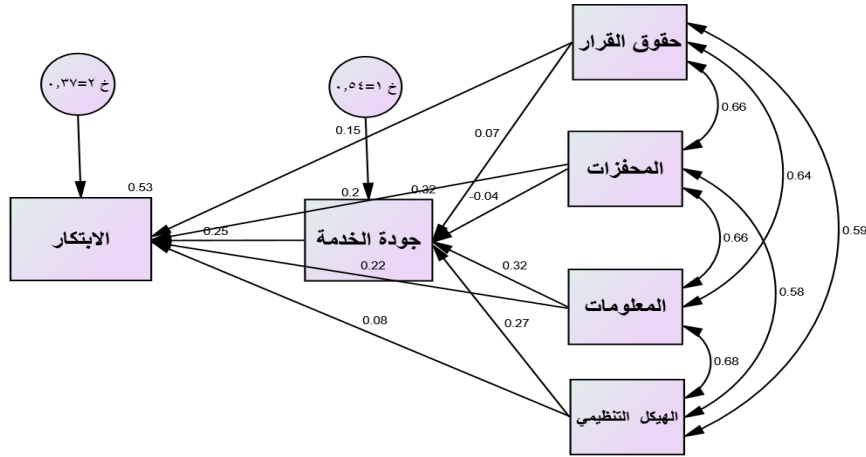 حقوق القرار
خ ٢=٠,٣٧
خ ١=٠,٥٤
0.66
0.15
0.07
المحفزات
0.64
0.53
0.2
0.32
-0.04
الابتكار
0.25
جودة الخدمة
0.66
0.59
0.22
0.32
0.58
المعلومات
0.08
0.27
0.68
الهيكل التنظيمي